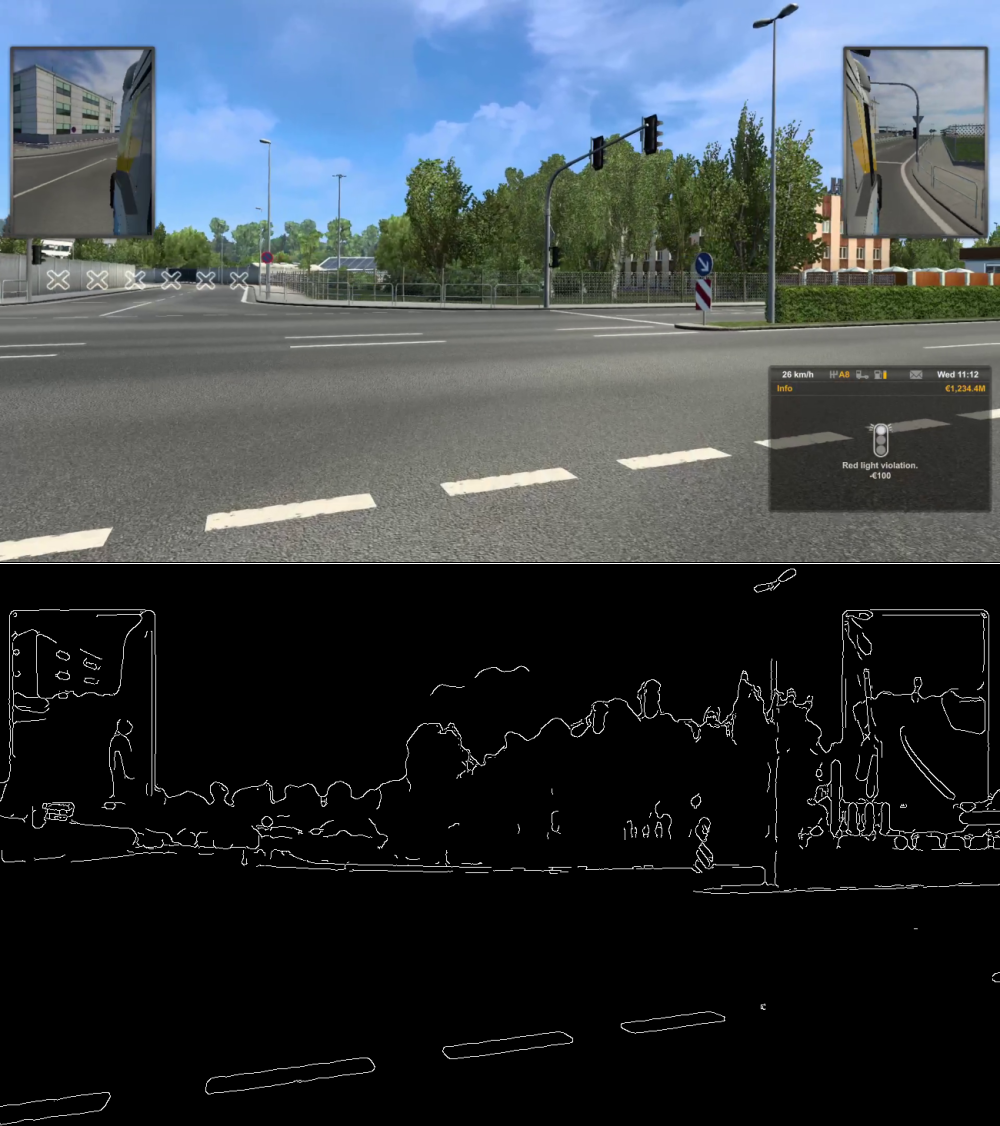 26 km/h A8 Wed 11:12
Info €1,234.4M
Red light violation.
-€100